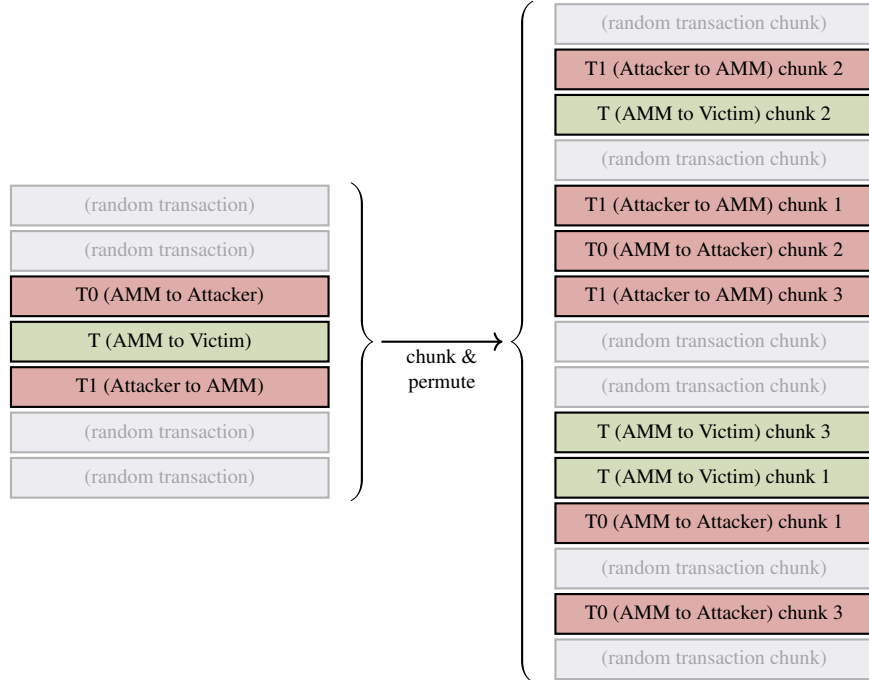 (random transaction)
(random transaction)
T0 (AMM to Attacker)
T (AMM to Victim)
T1 (Attacker to AMM)
(random transaction)
(random transaction)
chunk &
permute
(random transaction chunk)
T1 (Attacker to AMM) chunk 2
T (AMM to Victim) chunk 2
(random transaction chunk)
T1 (Attacker to AMM) chunk 1
T0 (AMM to Attacker) chunk 2
T1 (Attacker to AMM) chunk 3
(random transaction chunk)
(random transaction chunk)
T (AMM to Victim) chunk 3
T (AMM to Victim) chunk 1
T0 (AMM to Attacker) chunk 1
(random transaction chunk)
T0 (AMM to Attacker) chunk 3
(random transaction chunk)